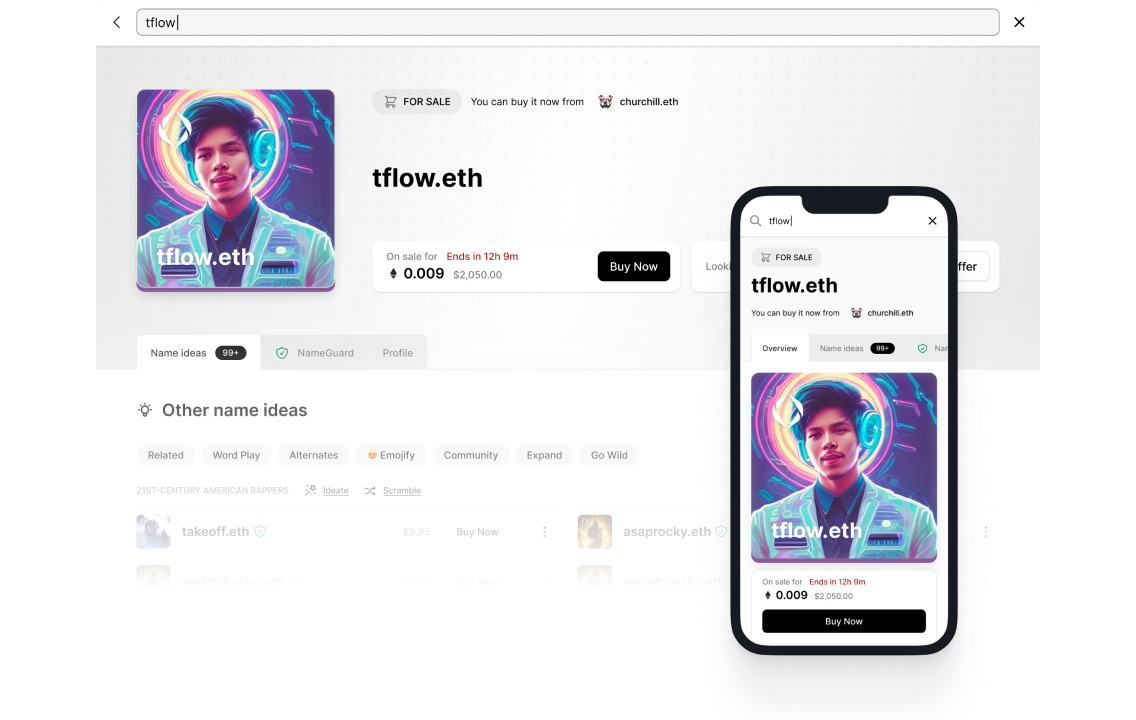 tflow
FOR SALE You can buy it now from churchill.eth
tflow.eth
tflow.eth
On sale for Ends in 12h 9m
0.009 $2,050.00
Buy Now
Looki
ffer
Name ideas 99+ NameGuard Profile
Other name ideas
Related Word Play Alternates Emojify Community Expand Go Wild
21ST-CENTURY AMERICAN RAPPERS Ideate Scramble
takeoff.eth $9.95 Buy Now
asaprocky.eth
tflow
FOR SALE
tflow.eth
You can buy it now from churchill.eth
Overview Name ideas 99+ Nar
tflow.eth
On sale for Ends in 12h 9m
0.009 $2,050.00
Buy Now